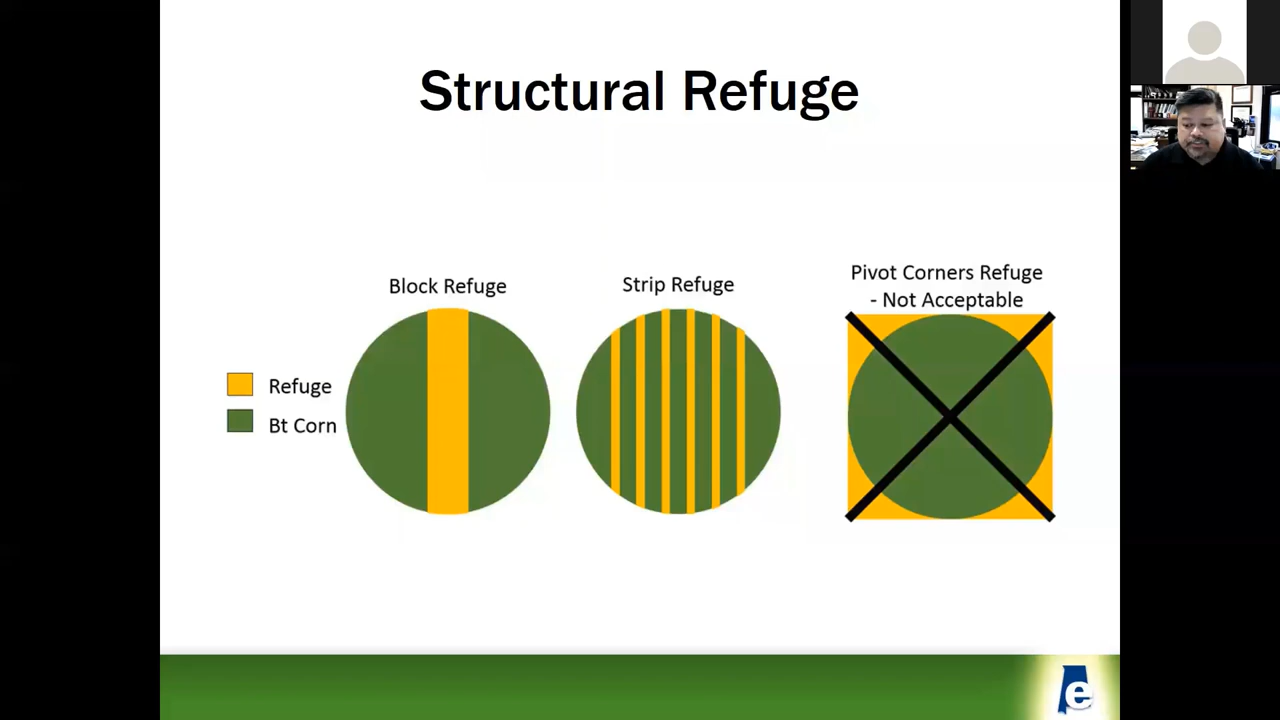 Structural Refuge
Block Refuge
Strip Refuge
Pivot Corners Refuge
- Not Acceptable
Refuge
Bt Corn
e